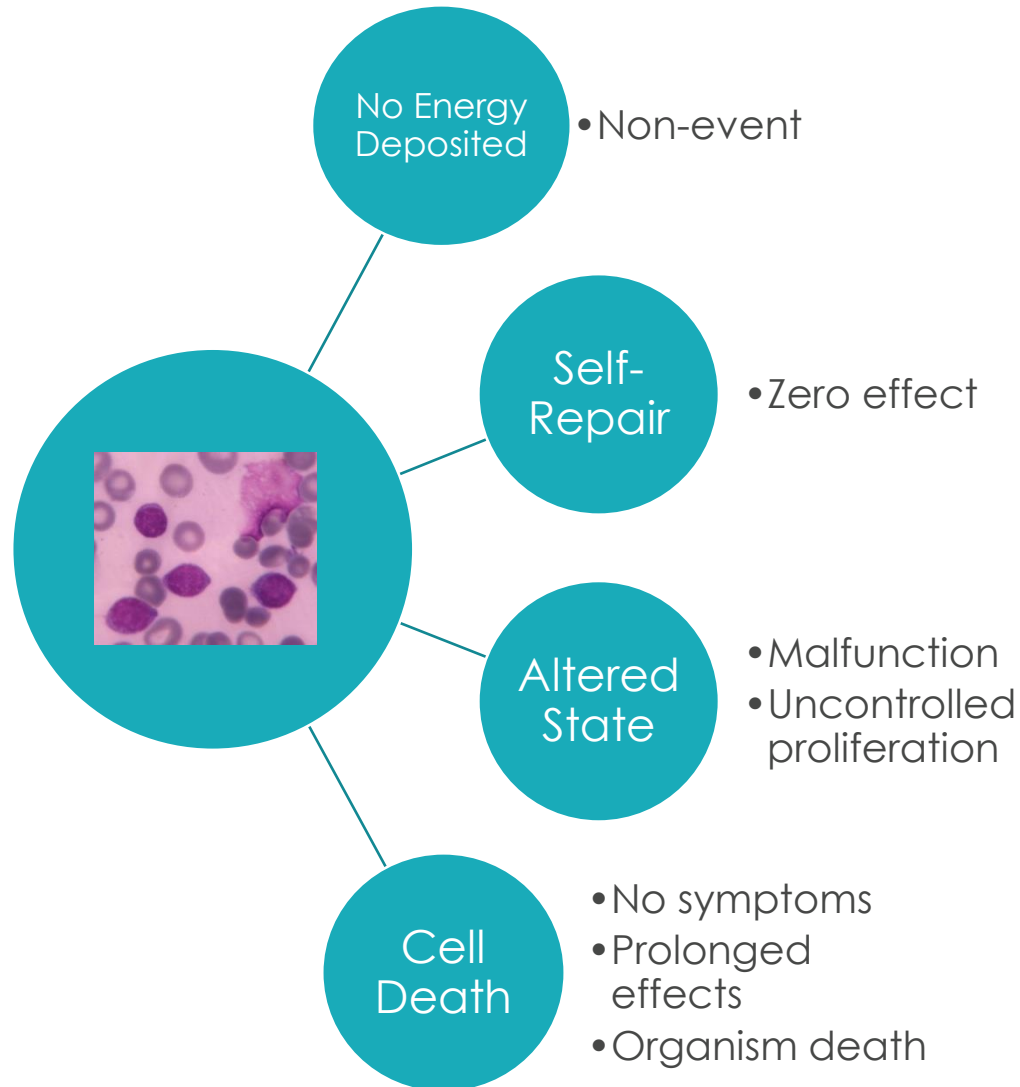 No Energy
Deposited
•Non-event
Self-
Repair
•Zero effect
Altered
State
•Malfunction
•Uncontrolled
proliferation
Cell
Death
•No symptoms
•Prolonged
effects
•Organism death